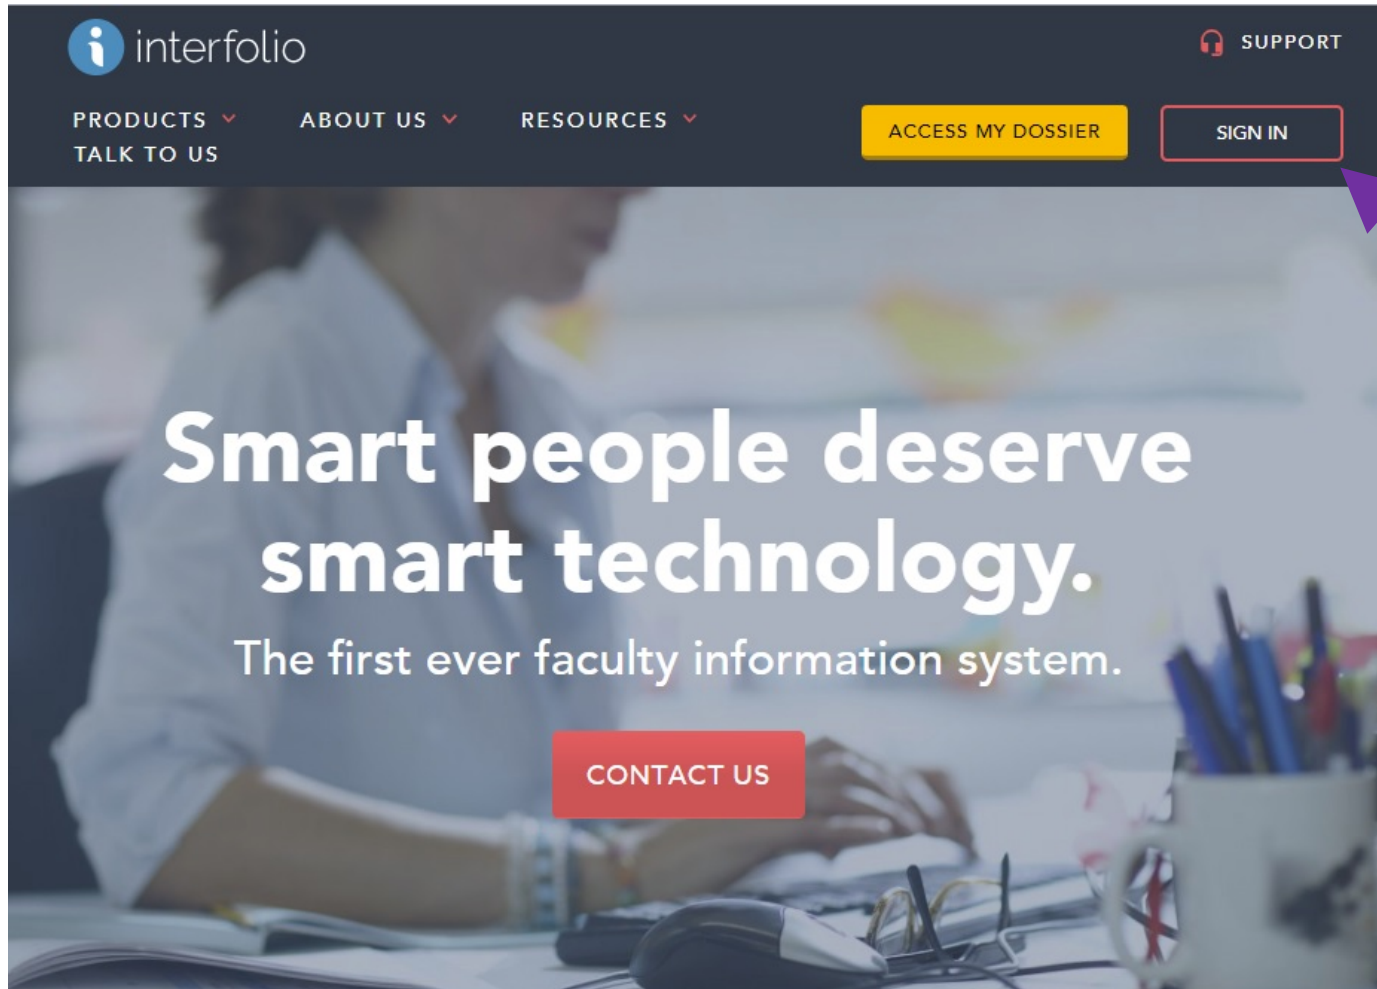 interfolio
SUPPORT
PRODUCTS
ABOUT US
RESOURCES
TALK TO US
ACCESS MY DOSSIER
SIGN IN
Smart people deserve
smart technology.
The first ever faculty information system.
CONTACT US